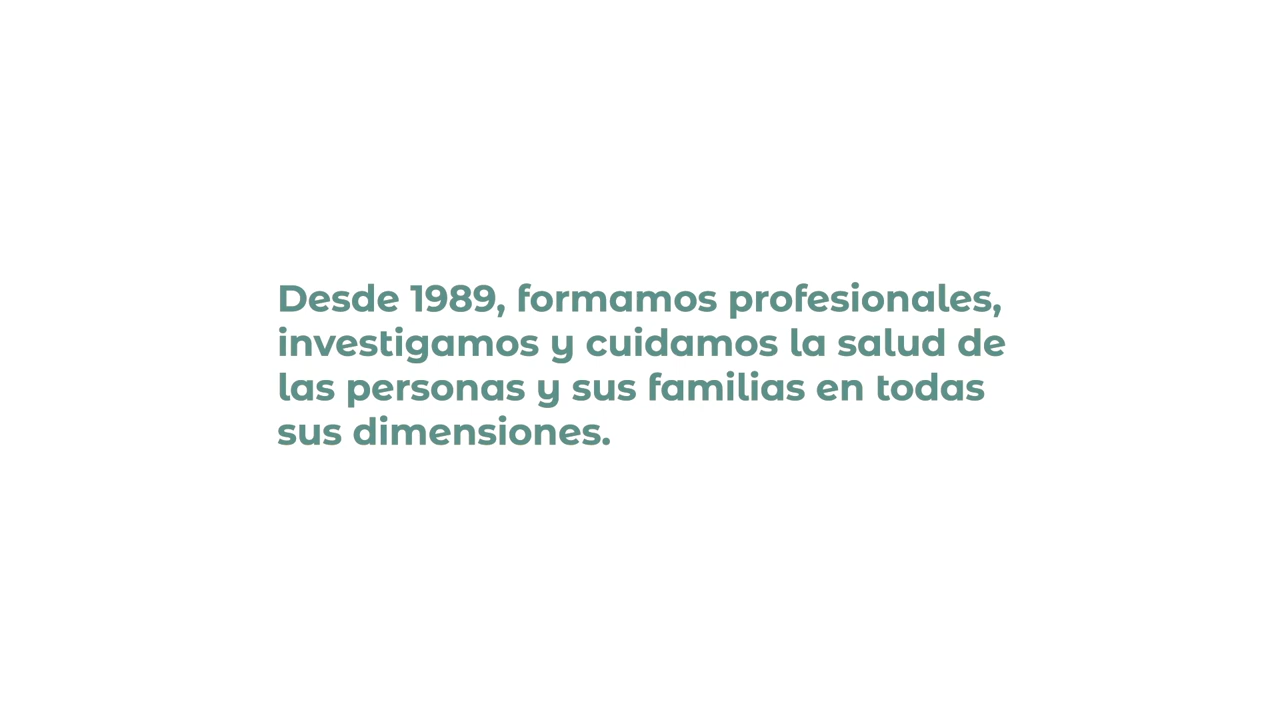 Desde 1989, formamos profesionales,
investigamos y cuidamos la salud de
las personas y sus familias en todas
sus dimensiones.